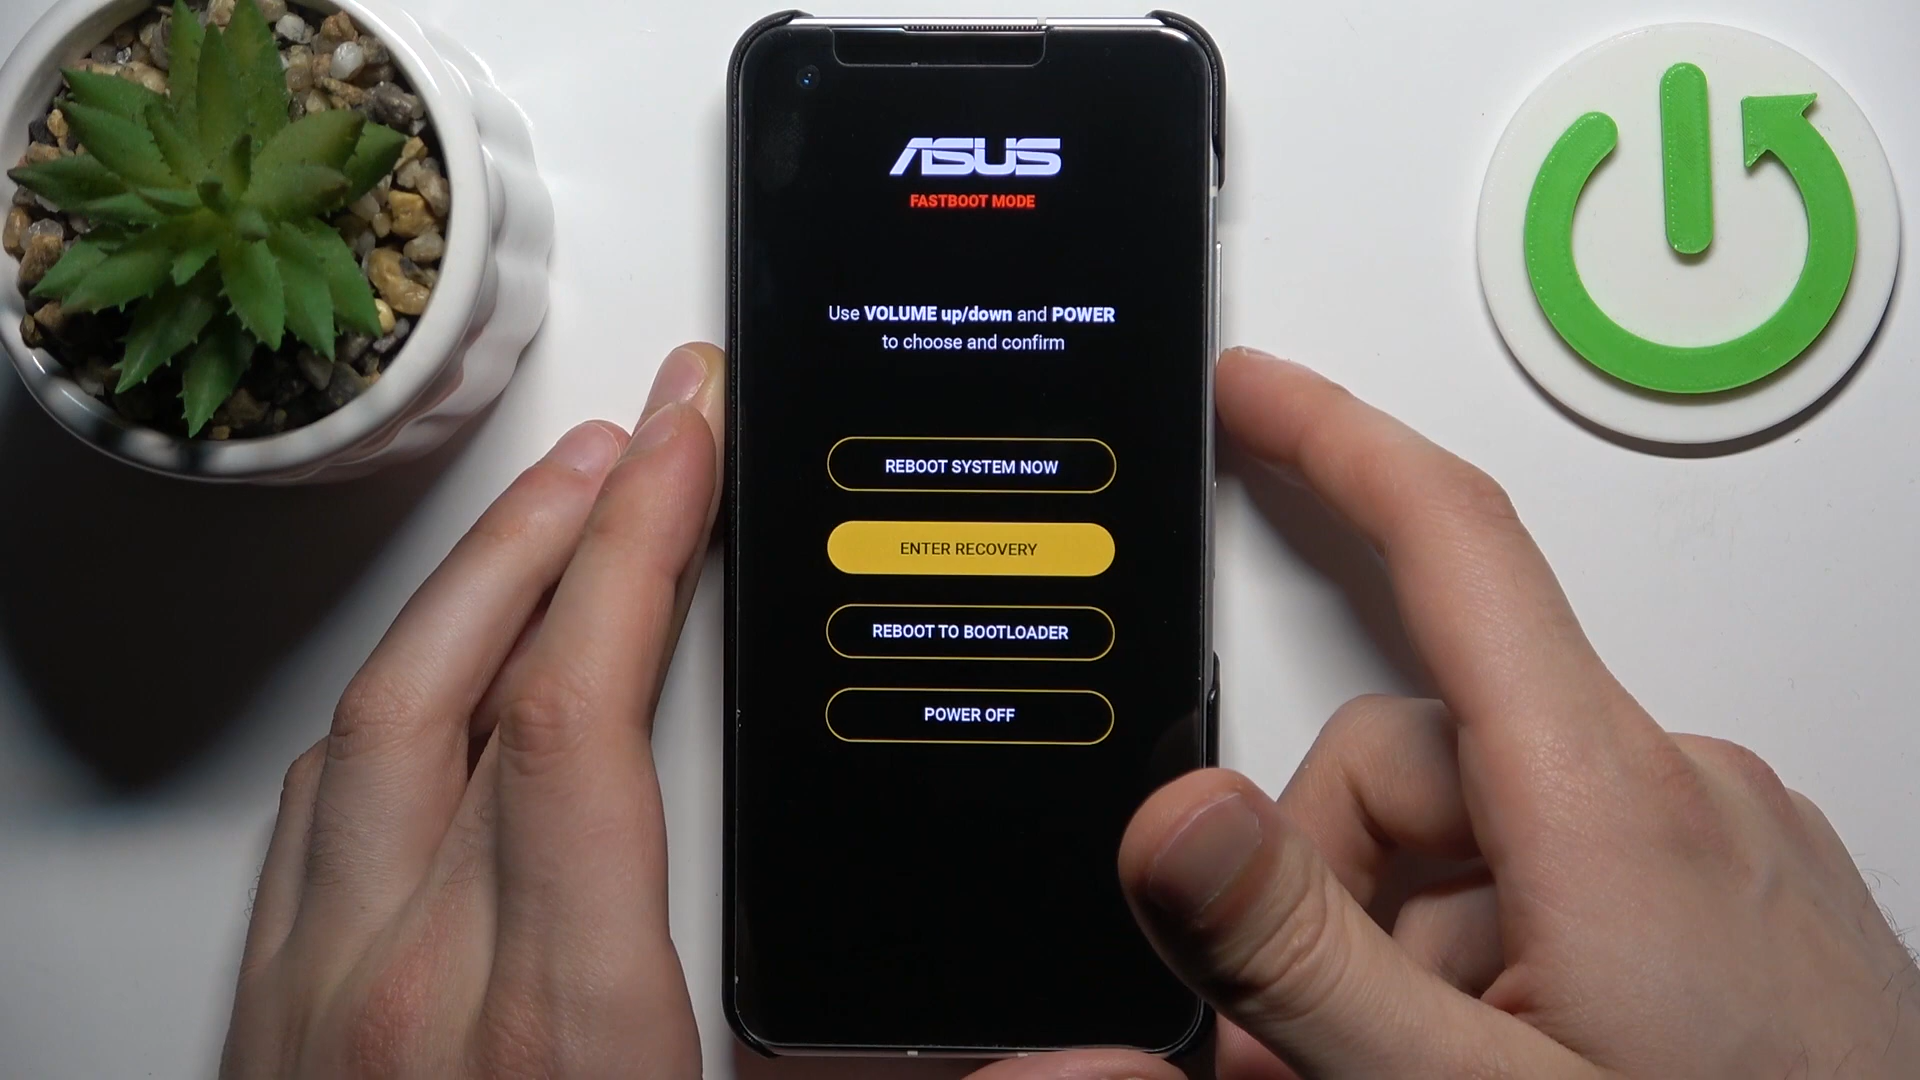 ASUS
FASTBOOT MODE
Use VOLUME up/down and POWER
to choose and confirm
REBOOT SYSTEM NOW
ENTER RECOVERY
REBOOT TO BOOTLOADER
POWER OFF